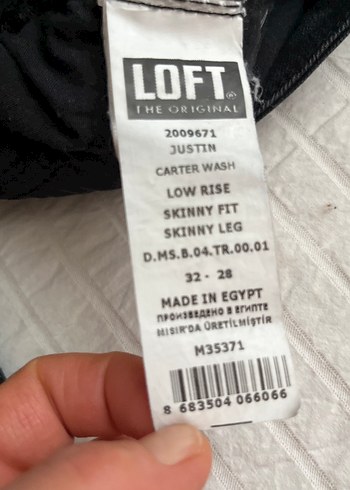 LOFT®
THE ORIGINAL
2009671
JUSTIN
CARTER WASH
LOW RISE
SKINNY FIT
SKINNY LEG
D.MS.B.04.TR.00.01
32 - 28
MADE IN EGYPT
ПРОИЗВЕДЕНО В ЕГИПТЕ
MISIR'DA ÜRETİLMİŞTİR
M35371
8 683504 066066